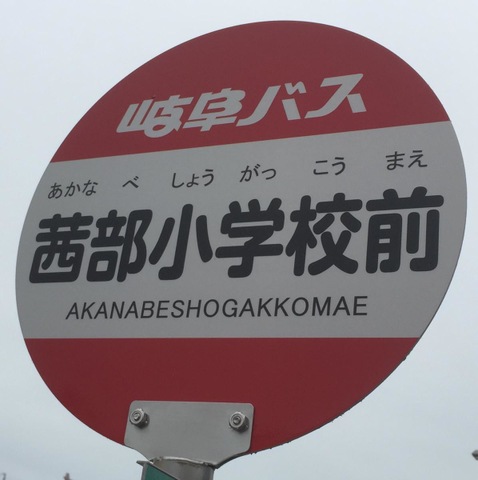 岐阜バス
あかな べ しょう がっ こう まえ
茜部小学校前
AKANABESHOGAKKOMAE